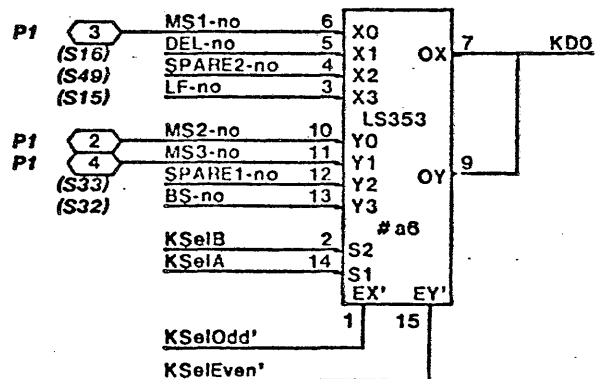 P1 3 MS1-no 6 X0
(S16) DEL-no 5 X1 OX 7 KD0
(S49) SPARE2-no 4 X2
(S15) LF-no 3 X3
LS353
P1 2 MS2-no 10 Y0
P1 4 MS3-no 11 Y1 9
(S33) SPARE1-no 12 Y2 OY
(S32) BS-no 13 Y3
#a6
KSelB 2 S2
KSelA 14 S1
EX' EY'
1 15
KSelOdd'
KSelEven'